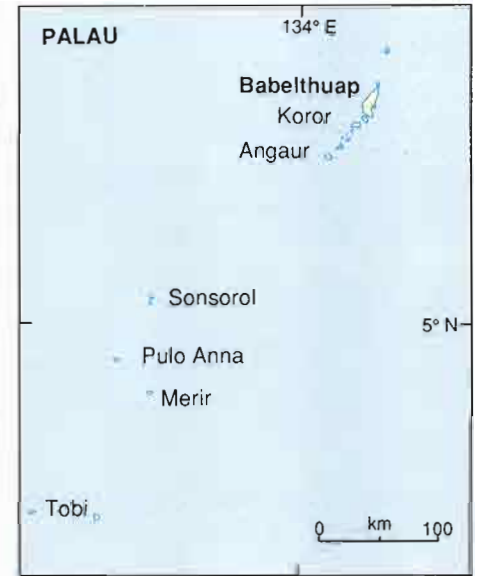 134° E
PALAU
Babelthuap
Koror
Angaur
Sonsorol
5° N
Pulo Anna
Merir
Tobi
0 km 100